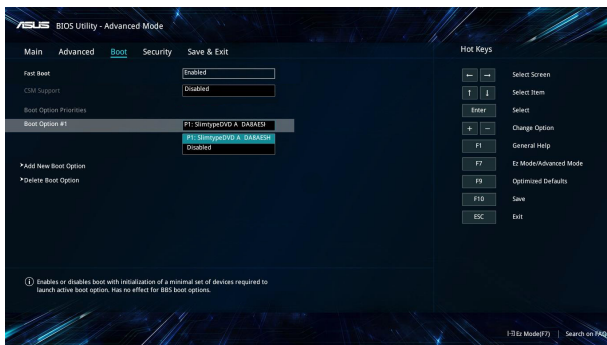 ASUS BIOS Utility - Advanced Mode
Main Advanced Boot Security Save & Exit
Hot Keys
Fast Boot Enabled
CSM Support Disabled
Boot Option Priorities
Boot Option #1 P1: SlimtypeDVD A DA8AESI
P1: SlimtypeDVD A DA8AESH
Disabled
Add New Boot Option
Delete Boot Option
← → Select Screen
↑ ↓ Select Item
Enter Select
+ − Change Option
F1 General Help
F7 Ez Mode/Advanced Mode
F9 Optimized Defaults
F10 Save
ESC Exit
Enables or disables boot with initialization of a minimal set of devices required to
launch active boot option. Has no effect for BBS boot options.
Ez Mode(F7) | Search on FAQ